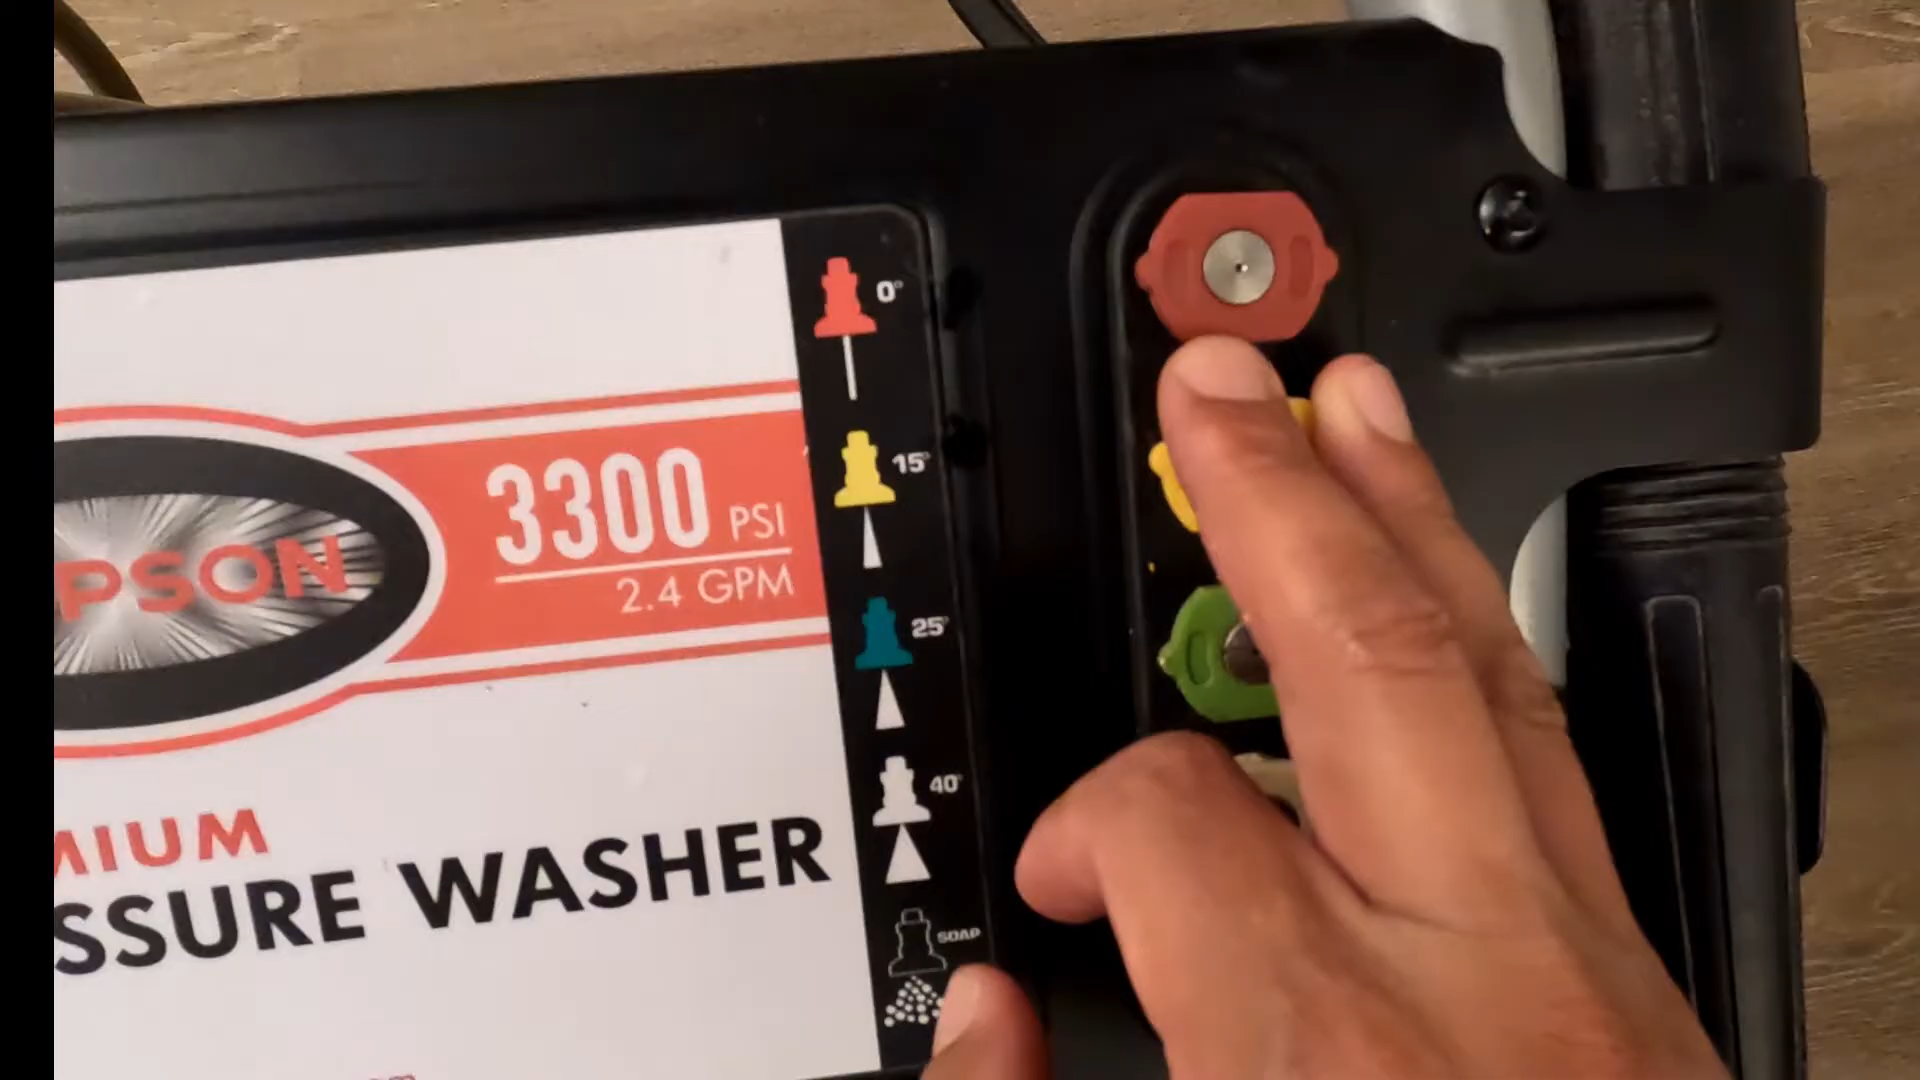 0°
15°
3300 PSI
PSON
2.4 GPM
25°
40°
MIUM
SSURE WASHER
SOAP